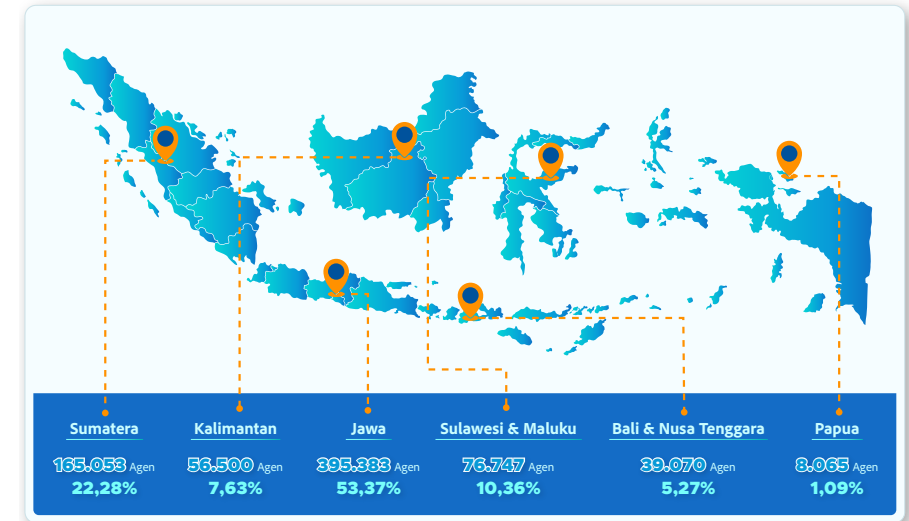 Sumatera
165.053 Agen
22,28%
Kalimantan
56.500 Agen
7,63%
Jawa
395.383 Agen
53,37%
Sulawesi & Maluku
76.747 Agen
10,36%
Bali & Nusa Tenggara
39.070 Agen
5,27%
Papua
8.065 Agen
1,09%